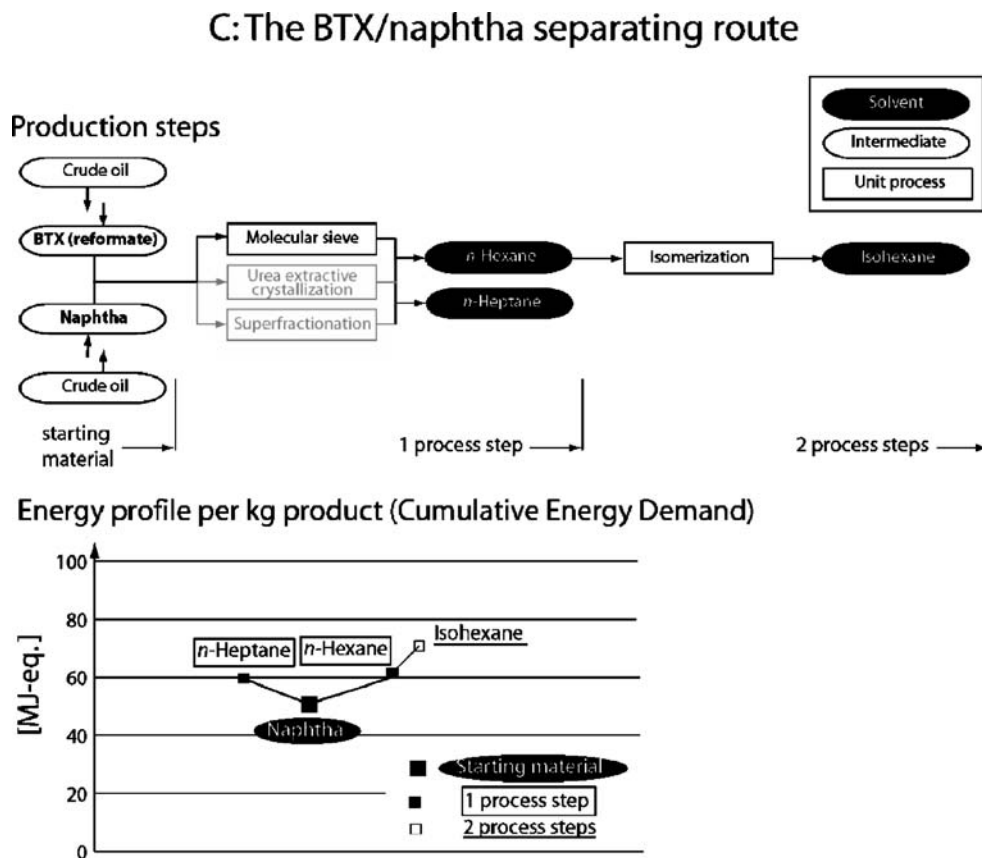 C: The BTX/naphtha separating route
Solvent
Intermediate
Unit process
Production steps
Crude oil
BTX (reformate)
Naphtha
Crude oil
Molecular sieve
Urea extractive
crystallization
Superfractionation
n-Hexane
n-Heptane
Isomerization
Isohexane
starting
material
1 process step
2 process steps
Energy profile per kg product (Cumulative Energy Demand)
[MJ-eq.]
100
80
60
40
20
0
n-Heptane
n-Hexane
Isohexane
Naphtha
Starting material
1 process step
2 process steps